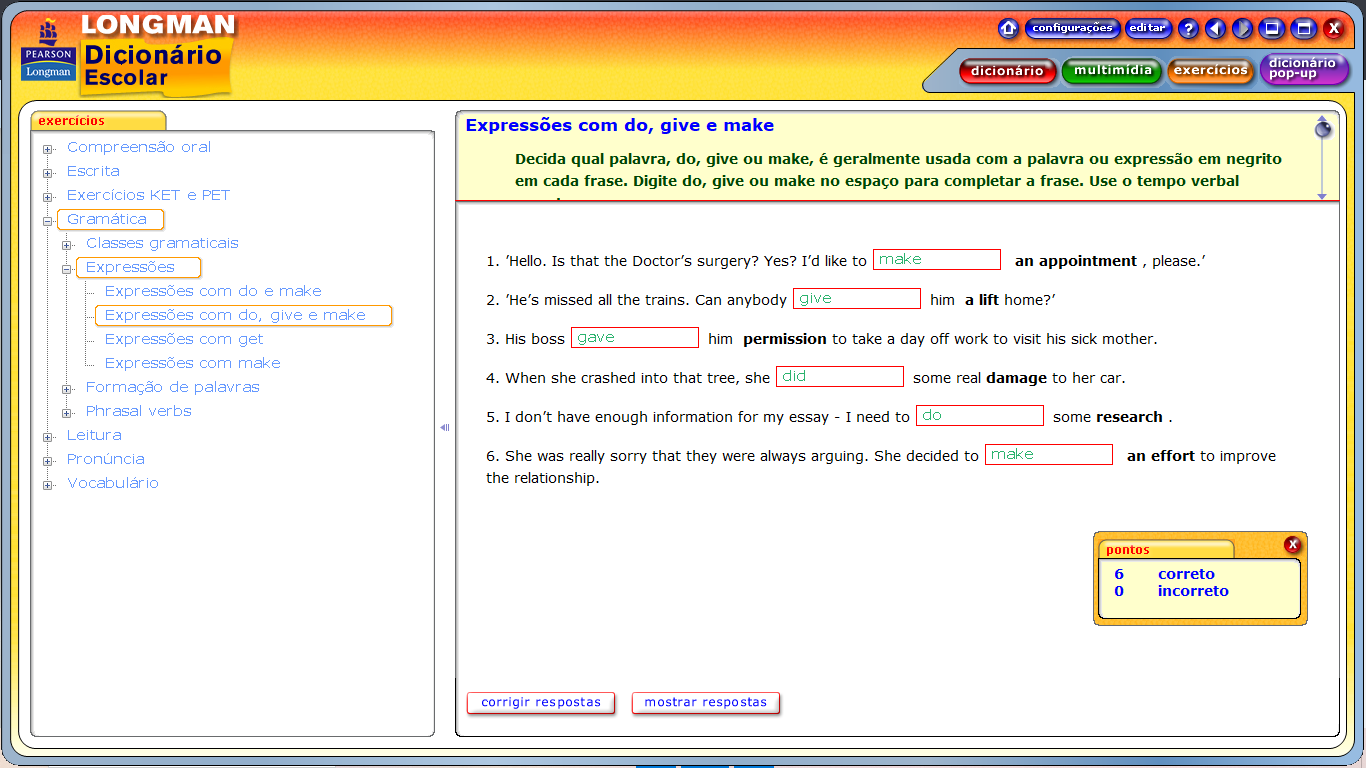 LONGMAN
Dicionário
Escolar
PEARSON
Longman
configurações
editar
?
X
dicionário
multimídia
exercícios
dicionário
pop-up
exercícios
Compreensão oral
Escrita
Exercícios KET e PET
Gramática
Classes gramaticais
Expressões
Expressões com do e make
Expressões com do, give e make
Expressões com get
Expressões com make
Formação de palavras
Phrasal verbs
Leitura
Pronúncia
Vocabulário
Expressões com do, give e make
Decida qual palavra, do, give ou make, é geralmente usada com a palavra ou expressão em negrito
em cada frase. Digite do, give ou make no espaço para completar a frase. Use o tempo verbal
1. ’Hello. Is that the Doctor’s surgery? Yes? I’d like to make an appointment , please.’
2. ’He’s missed all the trains. Can anybody give him a lift home?’
3. His boss gave him permission to take a day off work to visit his sick mother.
4. When she crashed into that tree, she did some real damage to her car.
5. I don’t have enough information for my essay - I need to do some research .
6. She was really sorry that they were always arguing. She decided to make an effort to improve
the relationship.
pontos
X
6 correto
0 incorreto
corrigir respostas
mostrar respostas